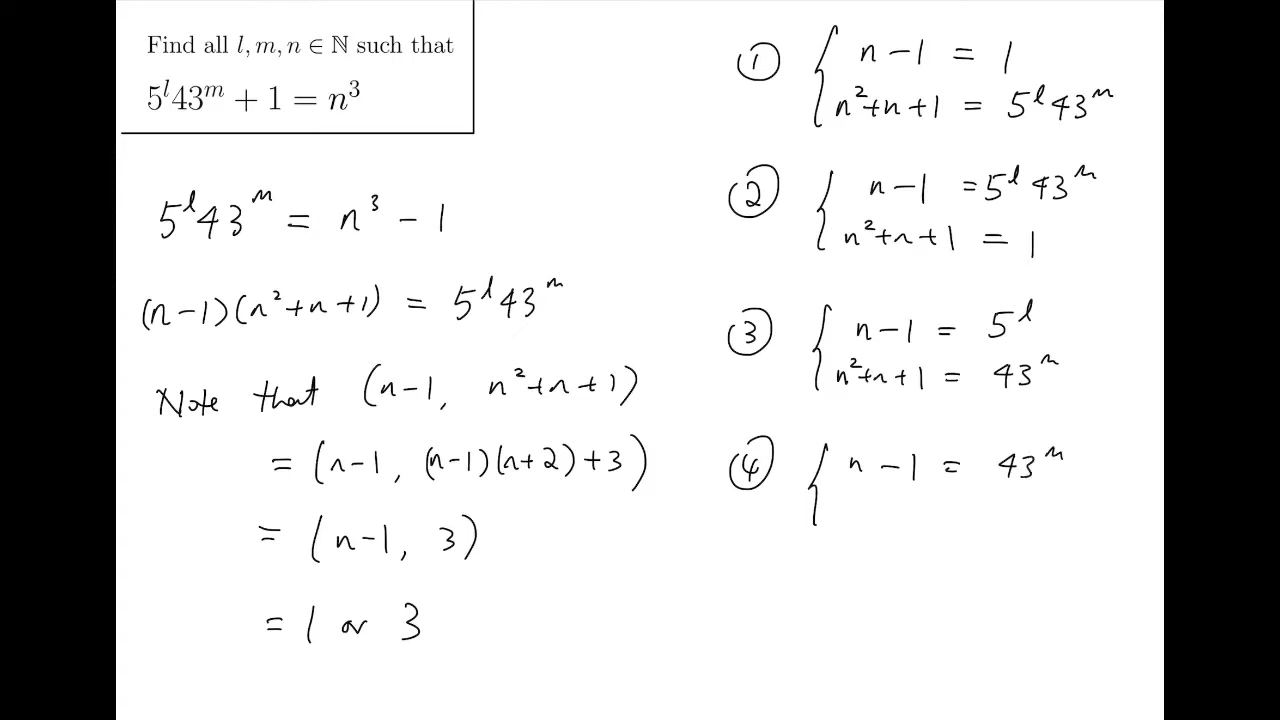 Find all l, m, n ∈ ℕ such that
5^l 43^m + 1 = n^3
5^l 43^m = n^3 - 1
(n-1)(n^2+n+1) = 5^l 43^m
Note that (n-1, n^2+n+1)
= (n-1, (n-1)(n+2)+3)
= (n-1, 3)
= 1 or 3
① { n-1 = 1
n^2+n+1 = 5^l 43^m
② { n-1 = 5^l 43^m
n^2+n+1 = 1
③ { n-1 = 5^l
n^2+n+1 = 43^m
④ { n-1 = 43^m